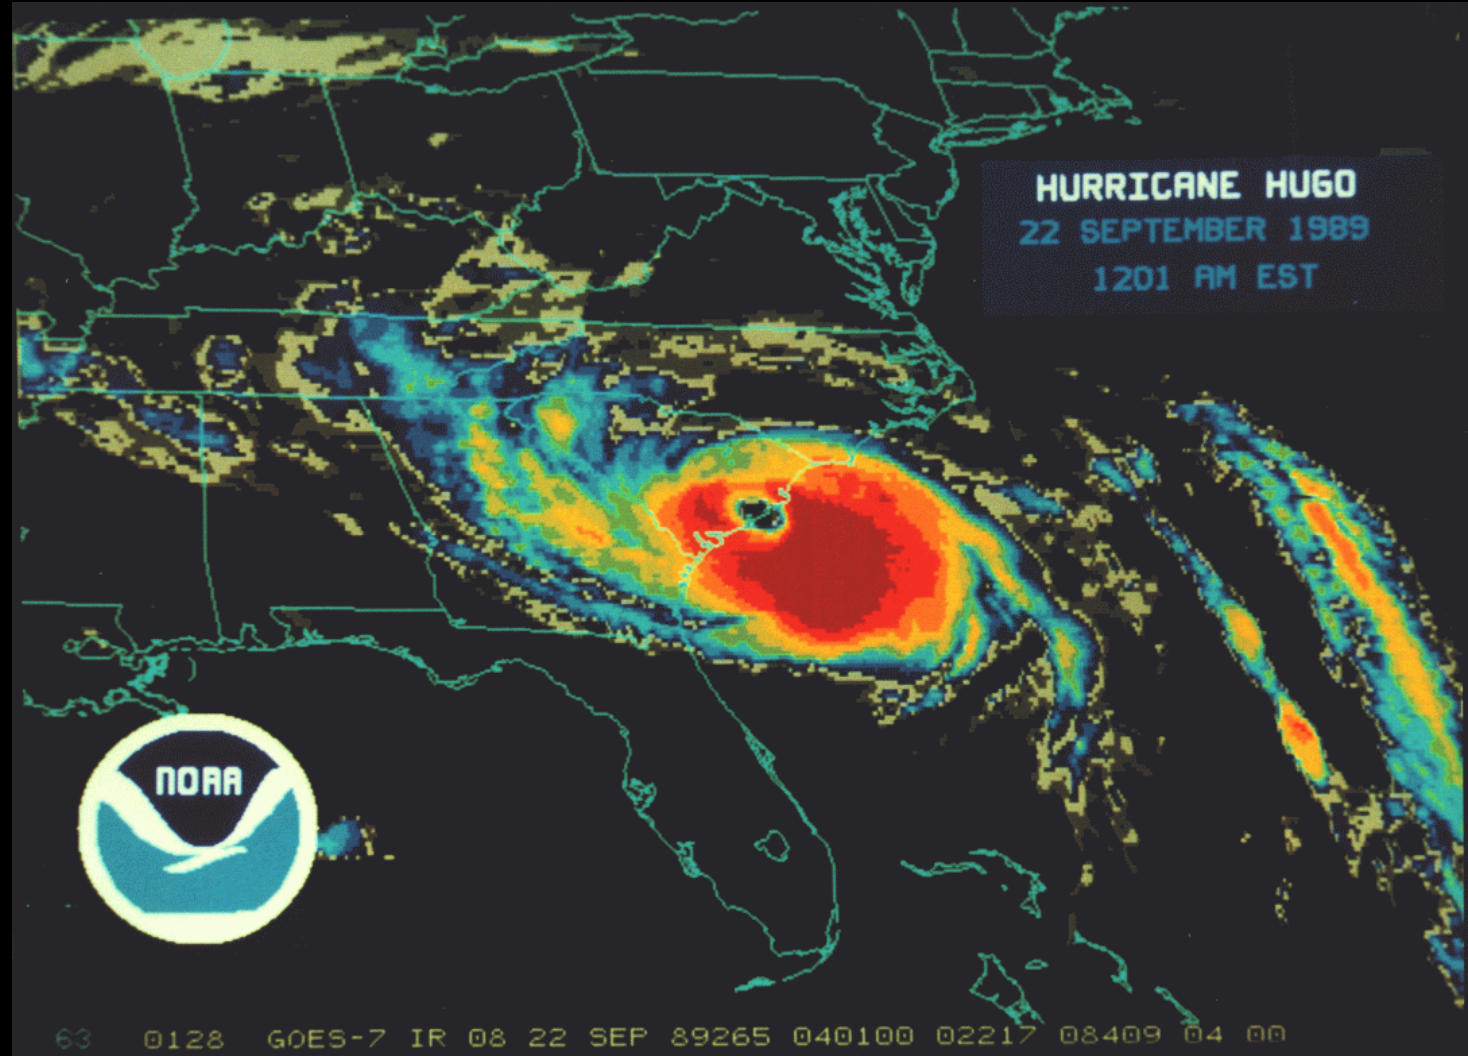 HURRICANE HUGO
22 SEPTEMBER 1989
1201 AM EST
NOAA
63 0128 GOES-7 IR 08 22 SEP 89265 040100 02217 08409 04 00